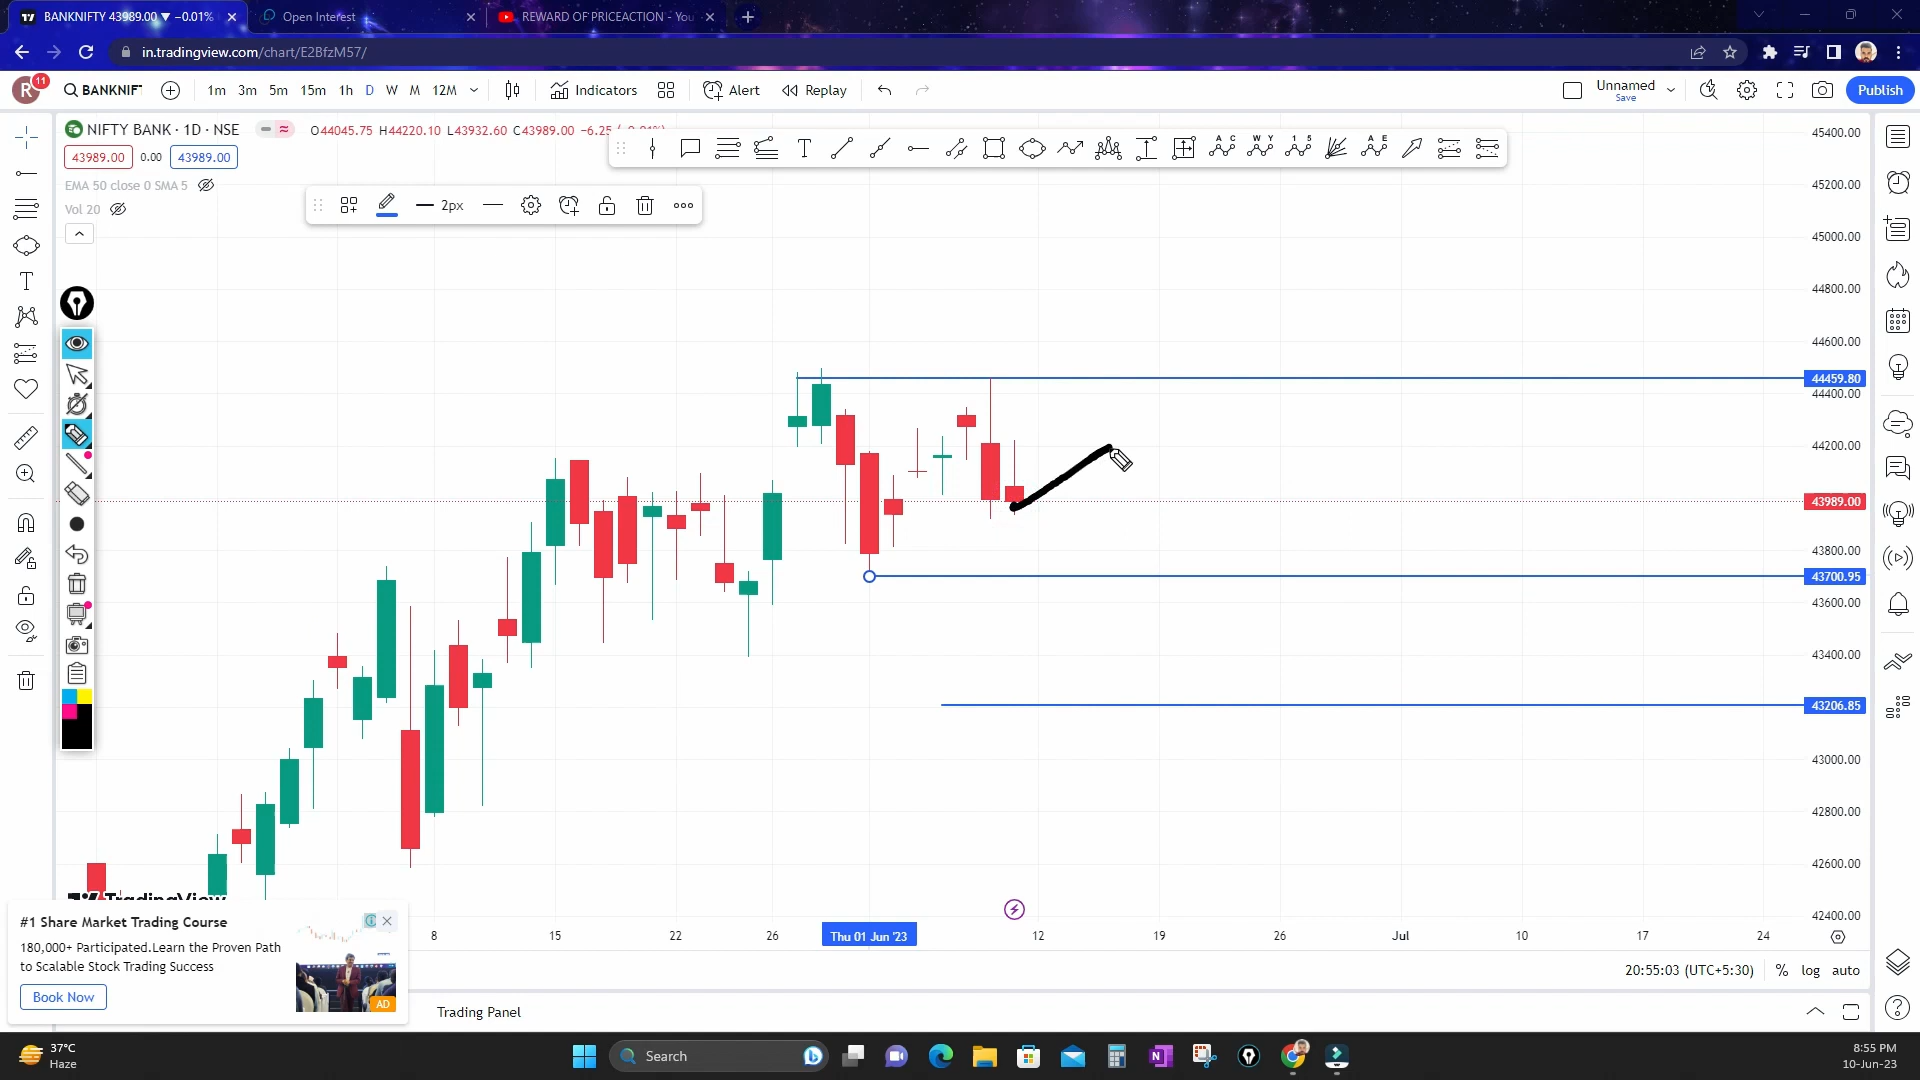 BANKNIFTY 43989.00 ▼ −0.01%
Open Interest
REWARD OF PRICEACTION - You
in.tradingview.com/chart/E2BfzM57/
R
11
BANKNIF
1m 3m 5m 15m 1h D W M 12M
Indicators
Alert
Replay
Unnamed
Save
Publish
NIFTY BANK · 1D · NSE
O44045.75 H44220.10 L43932.60 C43989.00 −6.25
43989.00 0.00 43989.00
EMA 50 close 0 SMA 5
Vol 20
2px
A C
W Y
1 5
A E
45400.00
45200.00
45000.00
44800.00
44600.00
44459.80
44400.00
44200.00
43989.00
43800.00
43700.95
43600.00
43400.00
43206.85
43000.00
42800.00
42600.00
42400.00
TradingView
#1 Share Market Trading Course
180,000+ Participated.Learn the Proven Path
to Scalable Stock Trading Success
Book Now
AD
8 15 22 26 Thu 01 Jun '23 12 19 26 Jul 10 17 24
20:55:03 (UTC+5:30) % log auto
Trading Panel
37°C
Haze
Search
8:55 PM
10-Jun-23